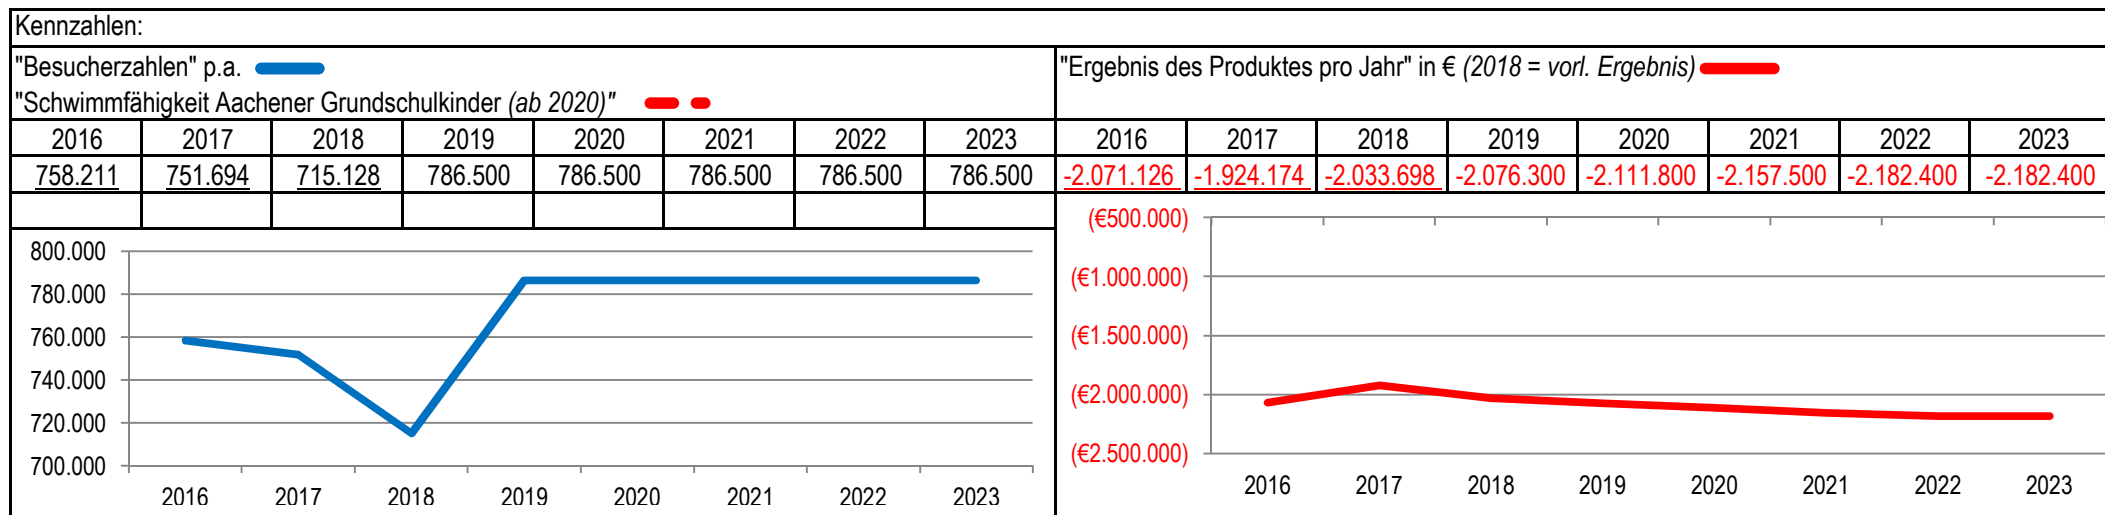 Kennzahlen:
"Besucherzahlen" p.a.
"Schwimmfähigkeit Aachener Grundschulkinder (ab 2020)"
2016 2017 2018 2019 2020 2021 2022 2023
758.211 751.694 715.128 786.500 786.500 786.500 786.500 786.500
800.000
780.000
760.000
740.000
720.000
700.000
2016 2017 2018 2019 2020 2021 2022 2023
"Ergebnis des Produktes pro Jahr" in € (2018 = vorl. Ergebnis)
2016 2017 2018 2019 2020 2021 2022 2023
-2.071.126 -1.924.174 -2.033.698 -2.076.300 -2.111.800 -2.157.500 -2.182.400 -2.182.400
(€500.000)
(€1.000.000)
(€1.500.000)
(€2.000.000)
(€2.500.000)
2016 2017 2018 2019 2020 2021 2022 2023